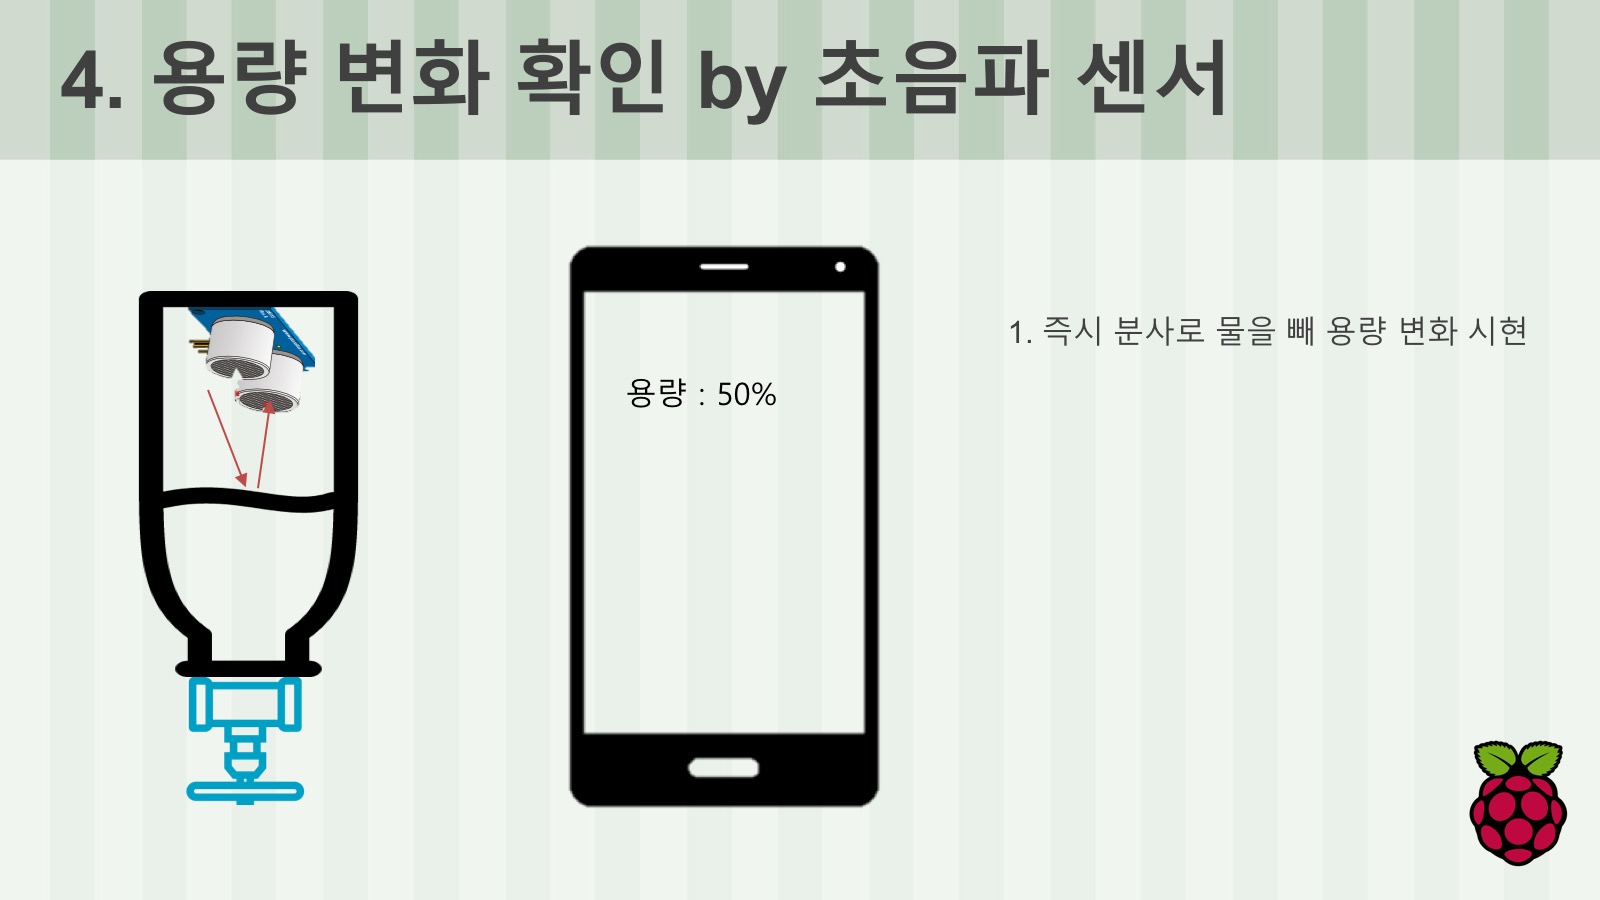 4. 용량 변화 확인 by 초음파 센서
1. 즉시 분사로 물을 빼 용량 변화 시현
용량 : 50%